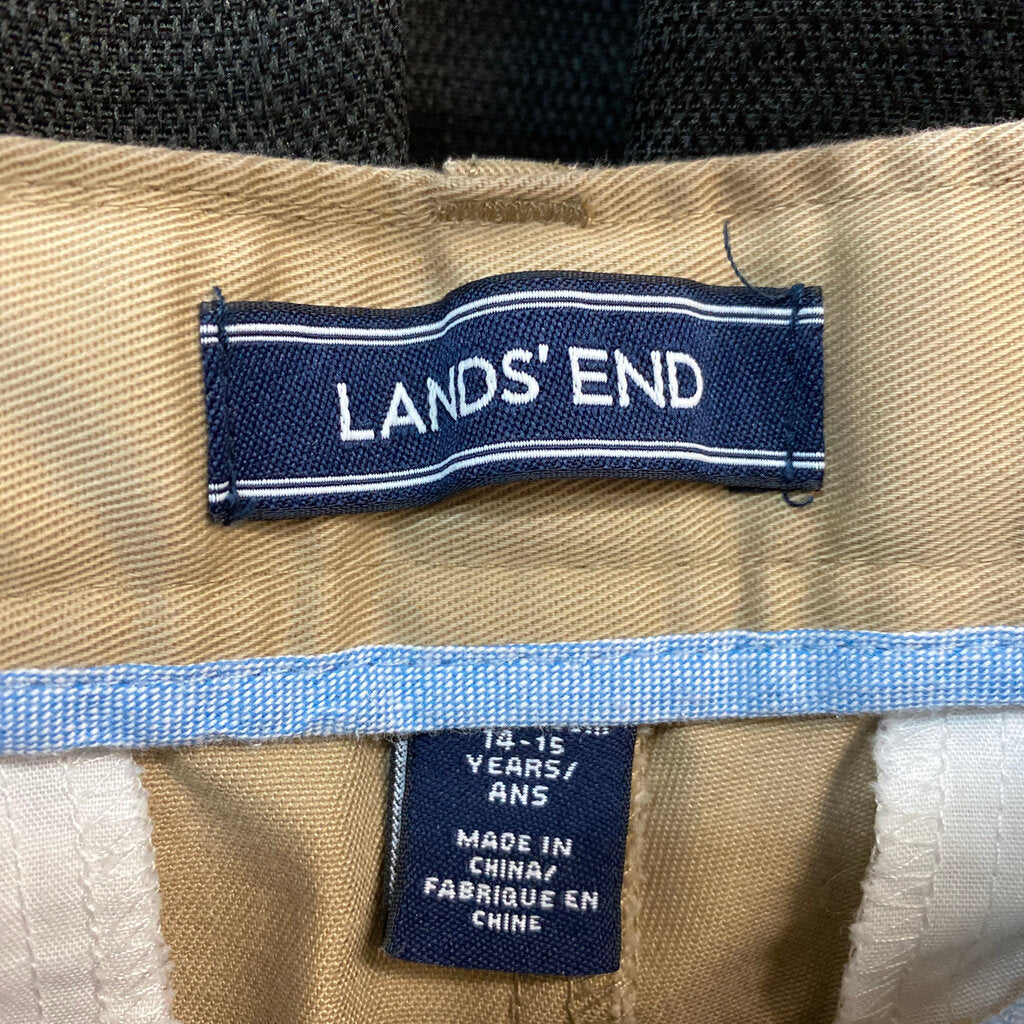 LANDS' END
14-15
YEARS/
ANS
MADE IN
CHINA/
FABRIQUE EN
CHINE